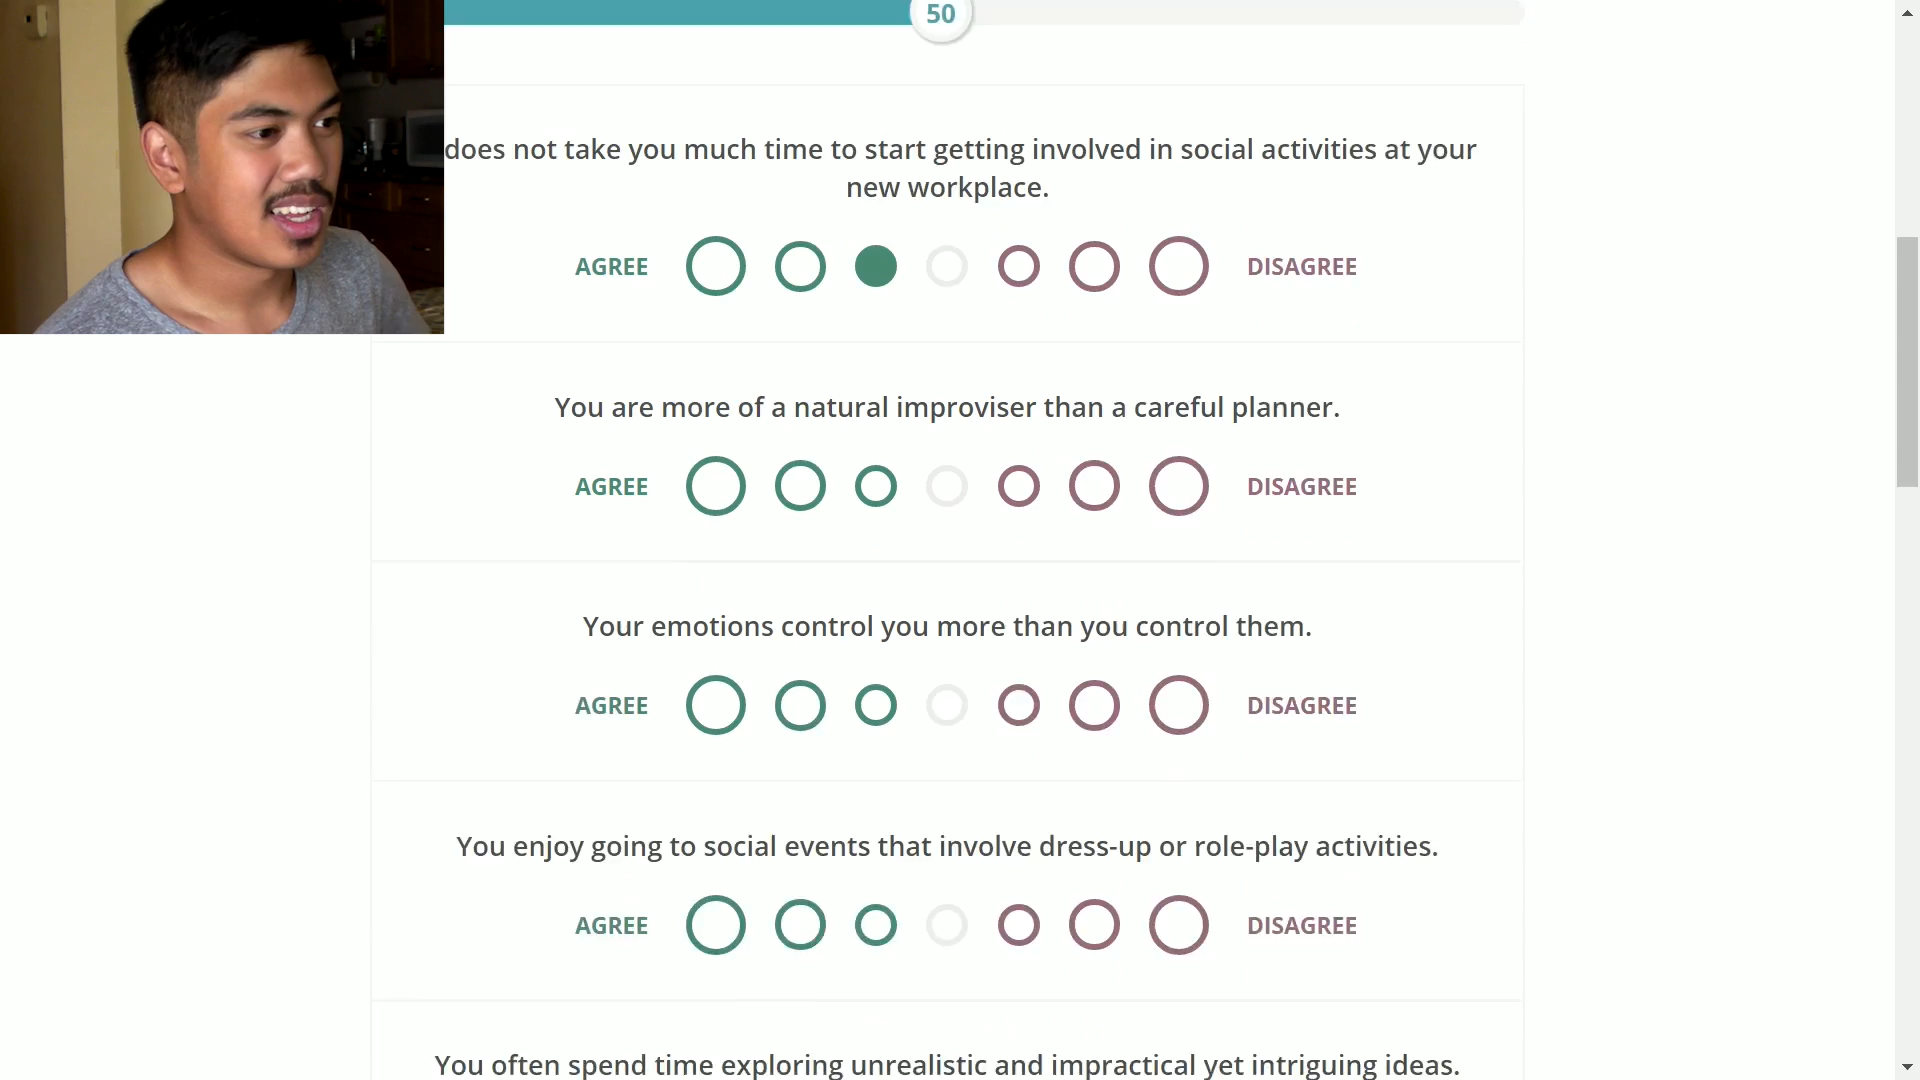 50
does not take you much time to start getting involved in social activities at your
new workplace.
AGREE DISAGREE
You are more of a natural improviser than a careful planner.
AGREE DISAGREE
Your emotions control you more than you control them.
AGREE DISAGREE
You enjoy going to social events that involve dress-up or role-play activities.
AGREE DISAGREE
You often spend time exploring unrealistic and impractical yet intriguing ideas.